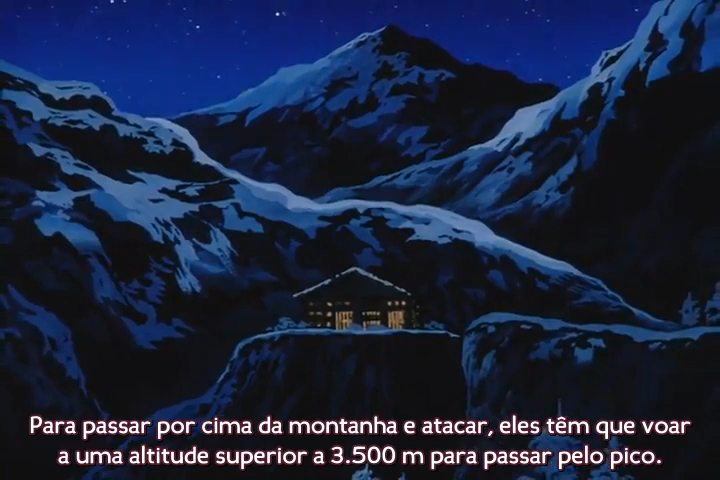 Para passar por cima da montanha e atacar, eles têm que voar
a uma altitude superior a 3.500 m para passar pelo pico.